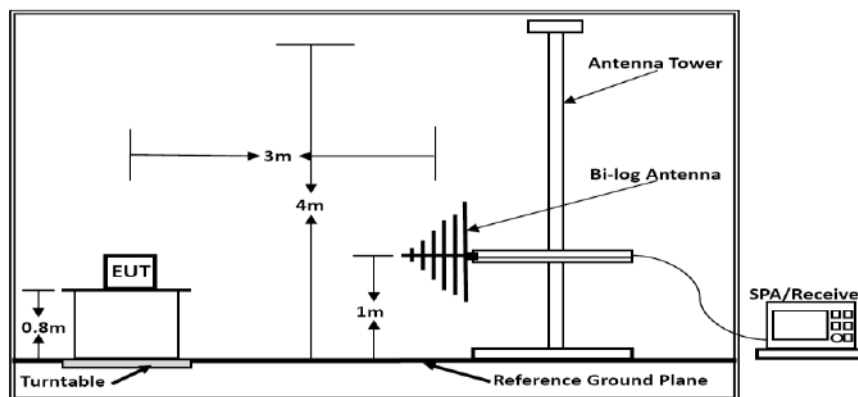 Antenna Tower
3m
Bi-log Antenna
4m
EUT
SPA/Receive
0.8m
1m
Turntable
Reference Ground Plane